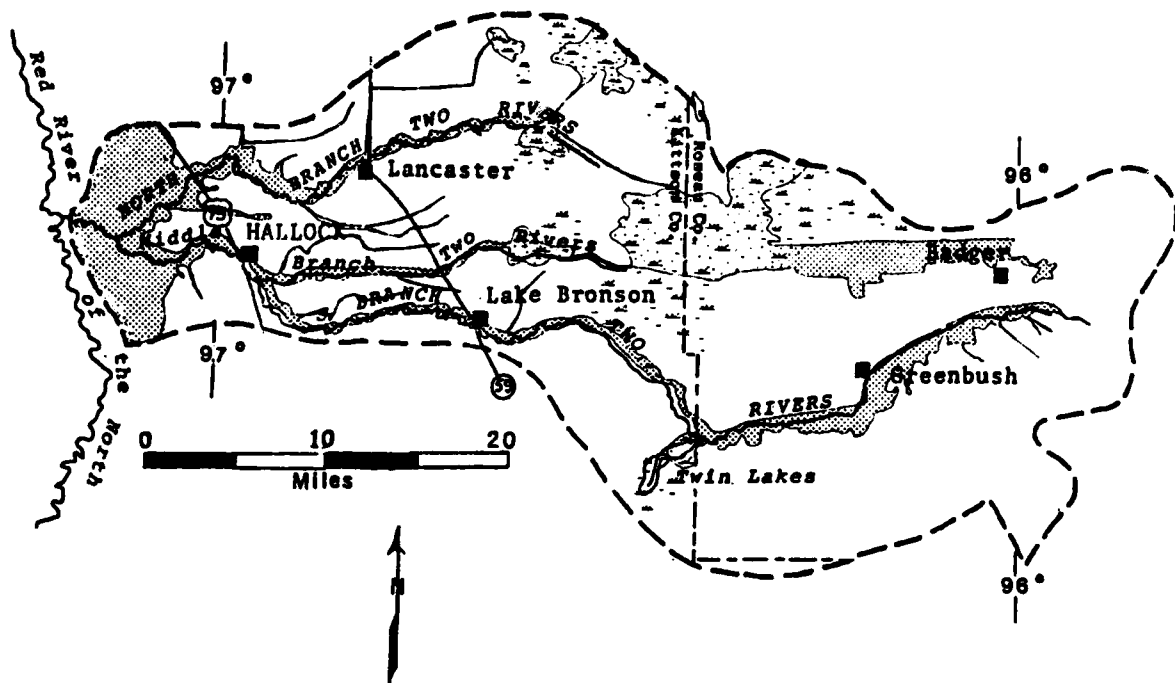 Red River of the North
97°
96°
NORTH BRANCH TWO RIVERS
Lancaster
Kittson Co.
Roseau Co.
75
HALLOCK
Middle Branch TWO Rivers
Badger
Lake Bronson
BRANCH TWO RIVERS
97°
59
Greenbush
0 10 20
Miles
Twin Lakes
N
96°